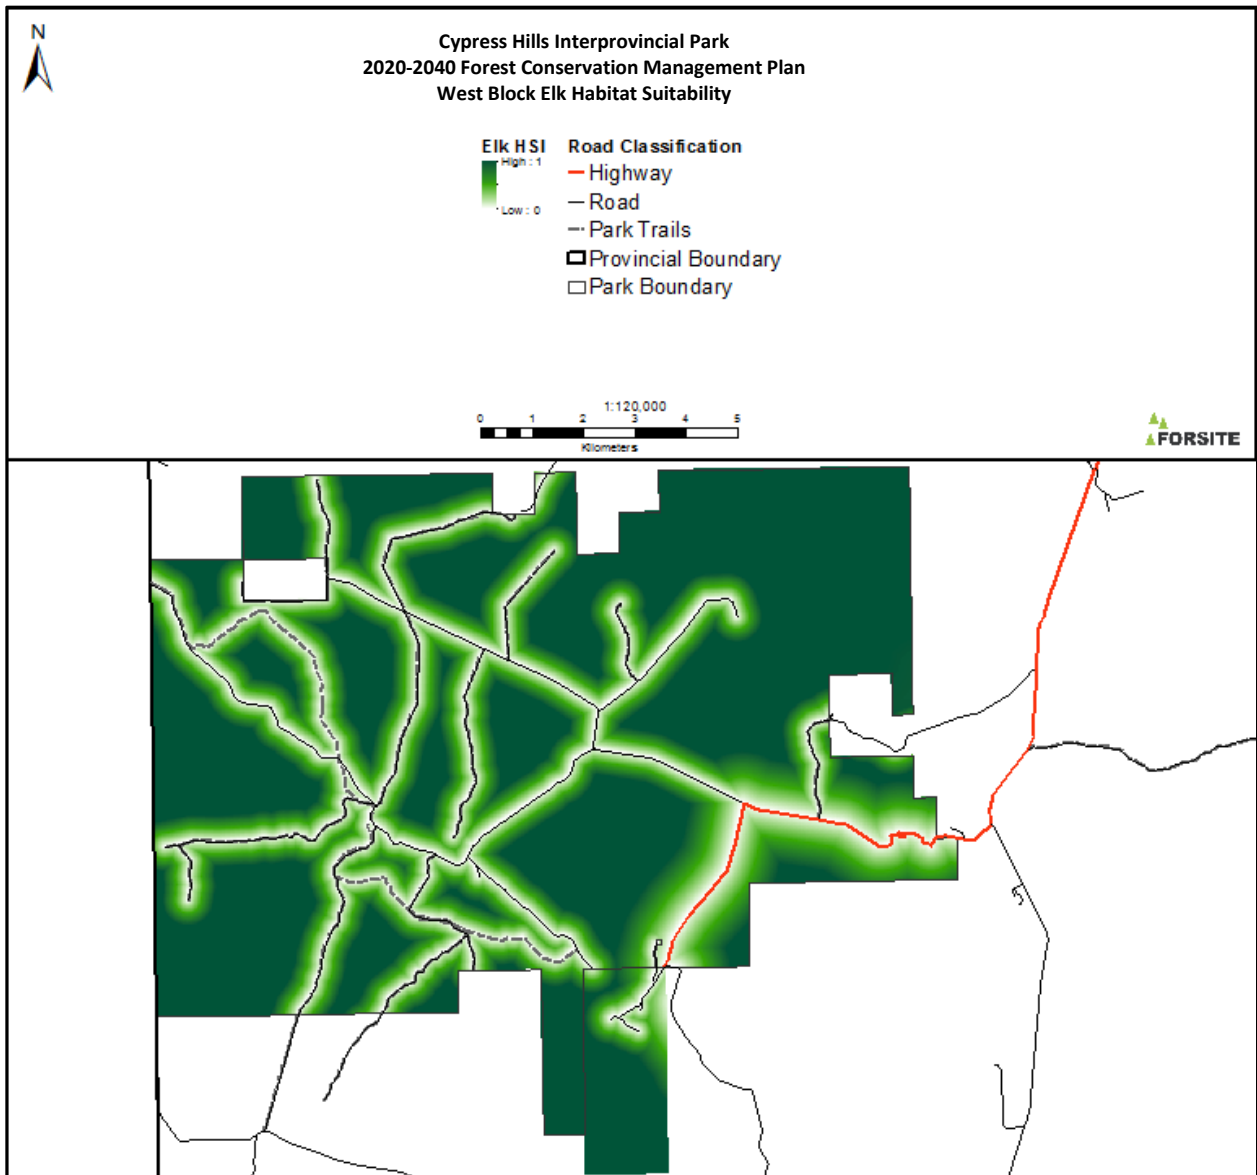 N
Cypress Hills Interprovincial Park
2020-2040 Forest Conservation Management Plan
West Block Elk Habitat Suitability
Elk HSI
High : 1
Low : 0
Road Classification
Highway
Road
Park Trails
Provincial Boundary
Park Boundary
1:120,000
0 1 2 3 4 5
Kilometers
FORSITE